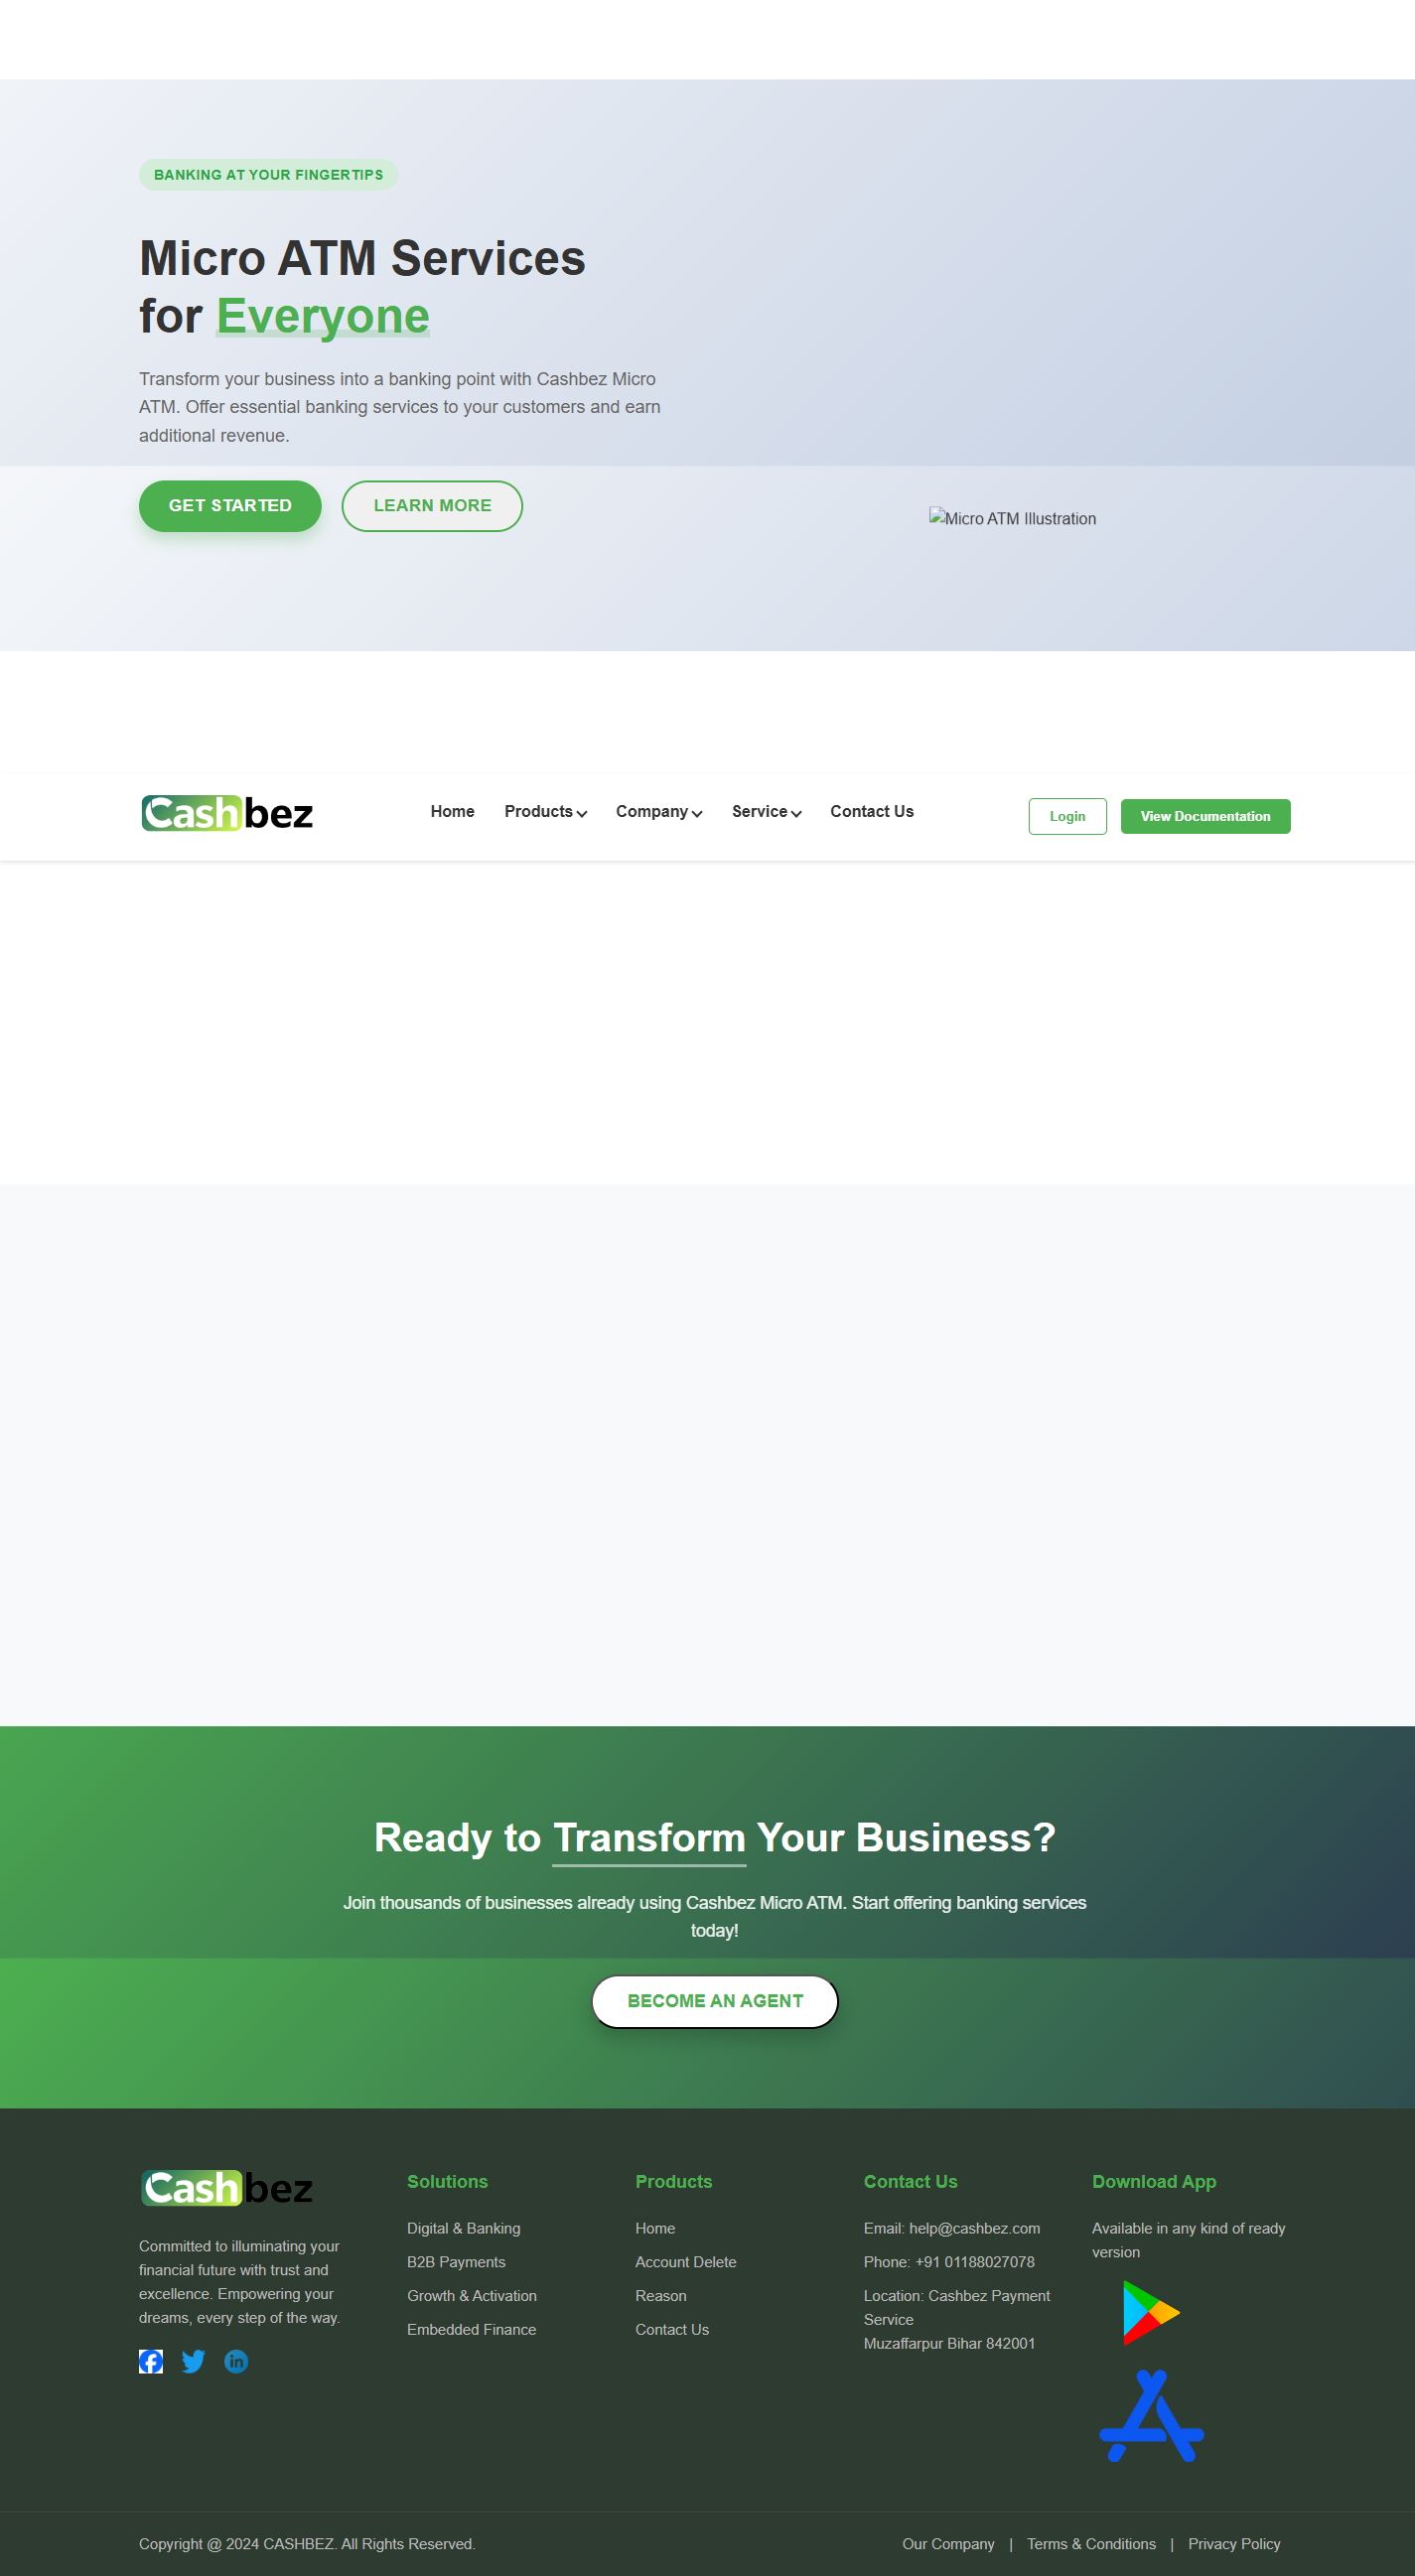 BANKING AT YOUR FINGERTIPS
Micro ATM Services
for Everyone
Transform your business into a banking point with Cashbez Micro
ATM. Offer essential banking services to your customers and earn
additional revenue.
GET STARTED
LEARN MORE
Micro ATM Illustration
Cashbez
Home
Products
Company
Service
Contact Us
Login
View Documentation
Ready to Transform Your Business?
Join thousands of businesses already using Cashbez Micro ATM. Start offering banking services
today!
BECOME AN AGENT
Cashbez
Committed to illuminating your
financial future with trust and
excellence. Empowering your
dreams, every step of the way.
Solutions
Digital & Banking
B2B Payments
Growth & Activation
Embedded Finance
Products
Home
Account Delete
Reason
Contact Us
Contact Us
Email: help@cashbez.com
Phone: +91 01188027078
Location: Cashbez Payment
Service
Muzaffarpur Bihar 842001
Download App
Available in any kind of ready
version
Copyright @ 2024 CASHBEZ. All Rights Reserved.
Our Company | Terms & Conditions | Privacy Policy